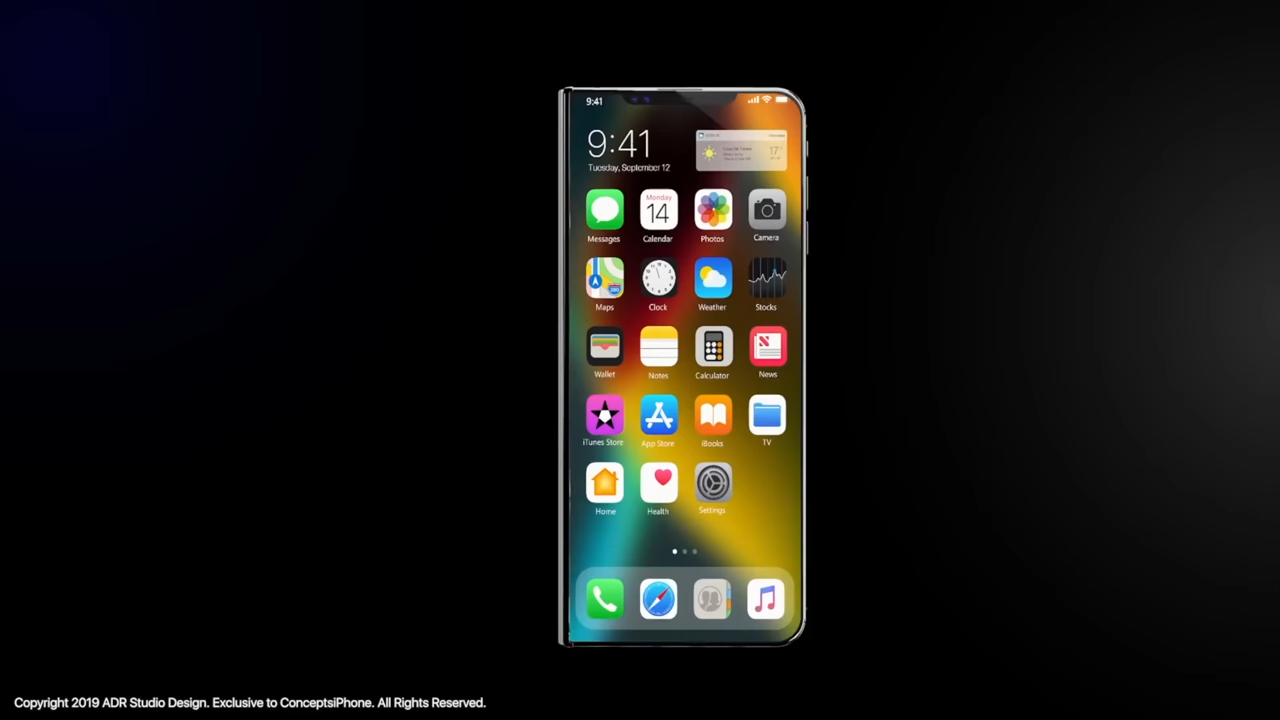 9:41
9:41
Tuesday, September 12
17°
Messages
Monday
14
Calendar
Photos
Camera
Maps
280
Clock
Weather
Stocks
Wallet
Notes
Calculator
News
iTunes Store
App Store
iBooks
TV
Home
Health
Settings
Copyright 2019 ADR Studio Design. Exclusive to ConceptsiPhone. All Rights Reserved.